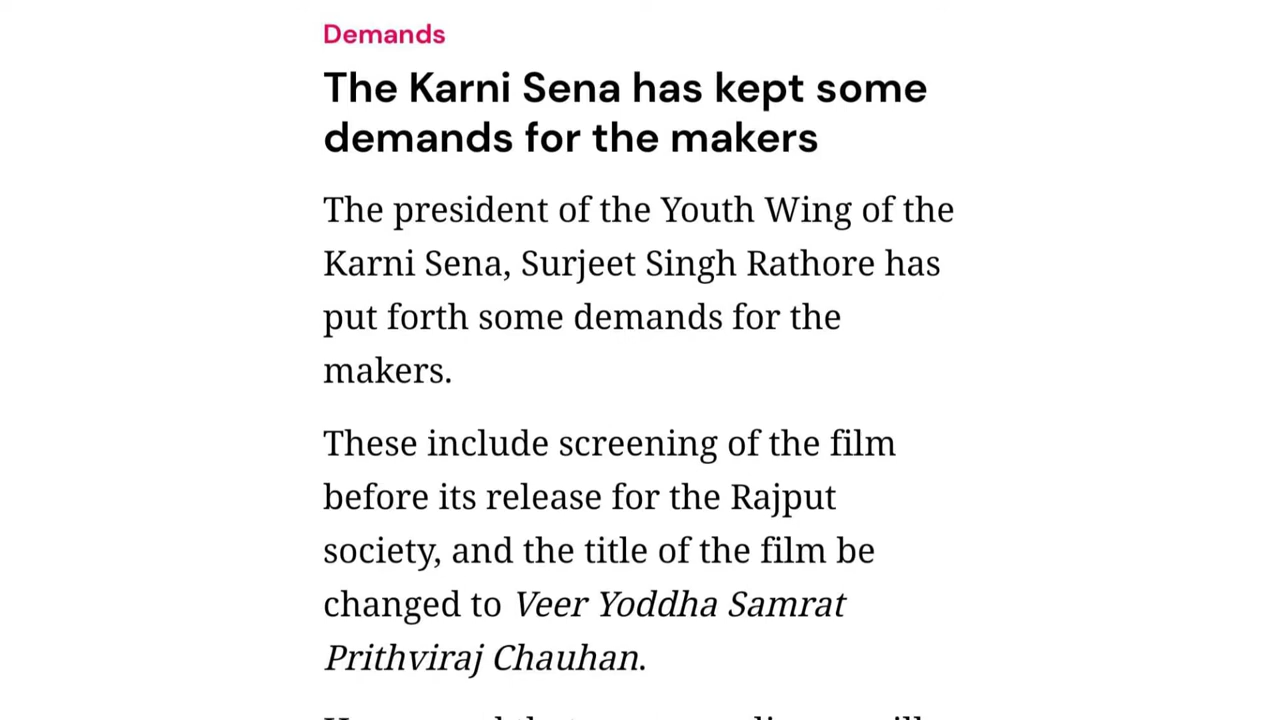 Demands
The Karni Sena has kept some
demands for the makers
The president of the Youth Wing of the
Karni Sena, Surjeet Singh Rathore has
put forth some demands for the
makers.
These include screening of the film
before its release for the Rajput
society, and the title of the film be
changed to Veer Yoddha Samrat
Prithviraj Chauhan.